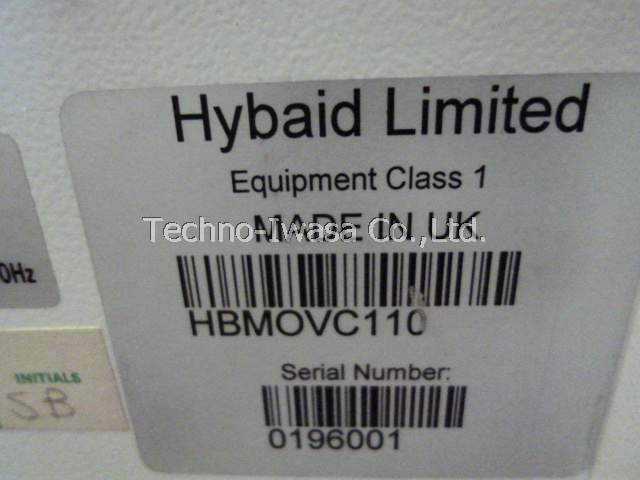 Hybaid Limited
Equipment Class 1
MADE IN UK
Techno-Iwasa Co.,Ltd.
0Hz
HBMOVC110
INITIALS
SB
Serial Number:
0196001